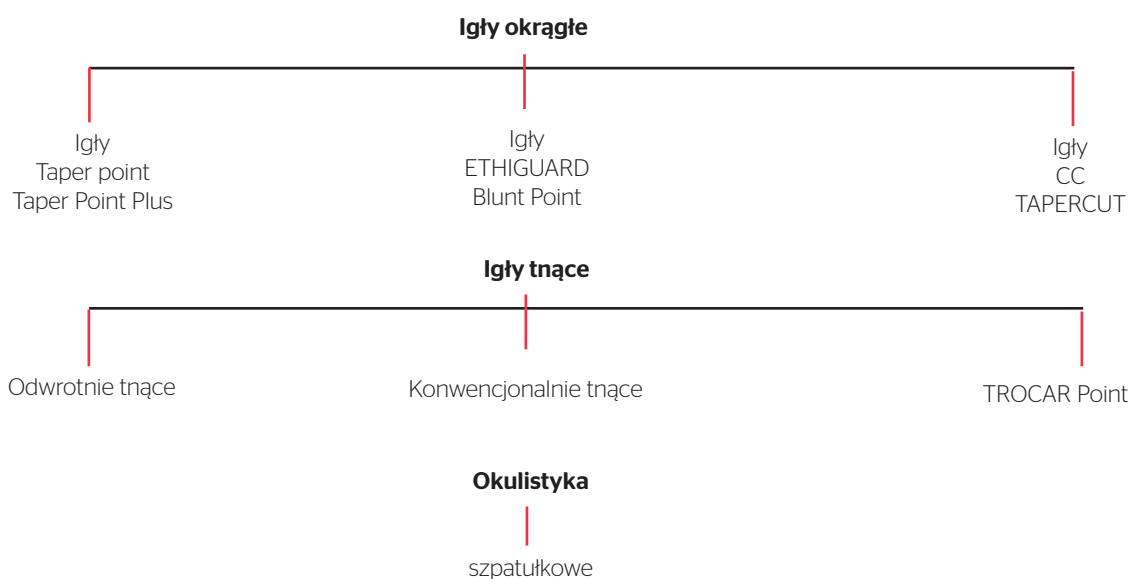 Igły okrągłe
Igły
Taper point
Taper Point Plus
Igły
ETHIGUARD
Blunt Point
Igły
CC
TAPERCUT
Igły tnące
Odwrotnie tnące
Konwencjonalnie tnące
TROCAR Point
Okulistyka
szpatułkowe